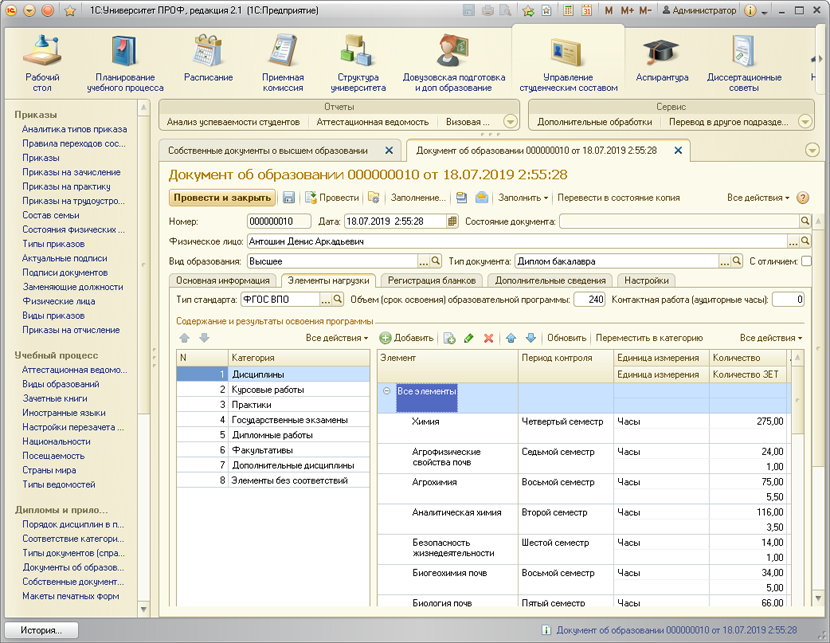 1С:Университет ПРОФ, редакция 2.1 (1С:Предприятие)
M M+ M- Администратор
Рабочий стол
Планирование учебного процесса
Расписание
Приемная комиссия
Структура университета
Довузовская подготовка и доп образование
Управление студенческим составом
Аспирантура
Диссертационные советы
Приказы
Аналитика типов приказа
Правила переходов сос...
Приказы
Приказы на зачисление
Приказы на практику
Приказы на трудоустро...
Состав семьи
Состояния физических ...
Типы приказов
Актуальные подписи
Подписи документов
Заменяющие должности
Физические лица
Виды приказов
Приказы на отчисление
Учебный процесс
Аттестационная ведомо...
Виды образований
Зачетные книги
Иностранные языки
Настройки перезачета ...
Национальности
Посещаемость
Страны мира
Типы ведомостей
Дипломы и прило...
Порядок дисциплин в п...
Соответствие категори...
Типы документов (спра...
Документы об образов...
Собственные документ...
Макеты печатных форм
Отчеты
Анализ успеваемости студентов Аттестационная ведомость Визовая ...
Сервис
Дополнительные обработки Перевод в другое подразде...
Собственные документы о высшем образовании
Документ об образовании 000000010 от 18.07.2019 2:55:28
Документ об образовании 000000010 от 18.07.2019 2:55:28
Провести и закрыть Провести Заполнение... Заполнить Перевести в состояние копия Все действия
Номер: 000000010 Дата: 18.07.2019 2:55:28 Состояние документа:
Физическое лицо: Антошин Денис Аркадьевич
Вид образования: Высшее Тип документа: Диплом бакалавра С отличием:
Основная информация Элементы нагрузки Регистрация бланков Дополнительные сведения Настройки
Тип стандарта: ФГОС ВПО Объем (срок освоения) образовательной программы: 240 Контактная работа (аудиторные часы): 0
Содержание и результаты освоения программы
Все действия
N Категория
1 Дисциплины
2 Курсовые работы
3 Практики
4 Государственные экзамены
5 Дипломные работы
6 Факультативы
7 Дополнительные дисциплины
8 Элементы без соответствий
Добавить Обновить Переместить в категорию Все действия
Элемент Период контроля Единица измерения Количество
Единица измерения Количество ЗЕТ
Все элементы
Химия Четвертый семестр Часы 275,00
Агрофизические свойства почв Седьмой семестр Часы 24,00
1,00
Агрохимия Восьмой семестр Часы 75,00
5,50
Аналитическая химия Второй семестр Часы 116,00
3,50
Безопасность жизнедеятельности Шестой семестр Часы 14,00
1,00
Биогеохимия почв Восьмой семестр Часы 34,00
5,00
Биология почв Пятый семестр Часы 66,00
История...
Документ об образовании 000000010 от 18.07.2019 2:55:28